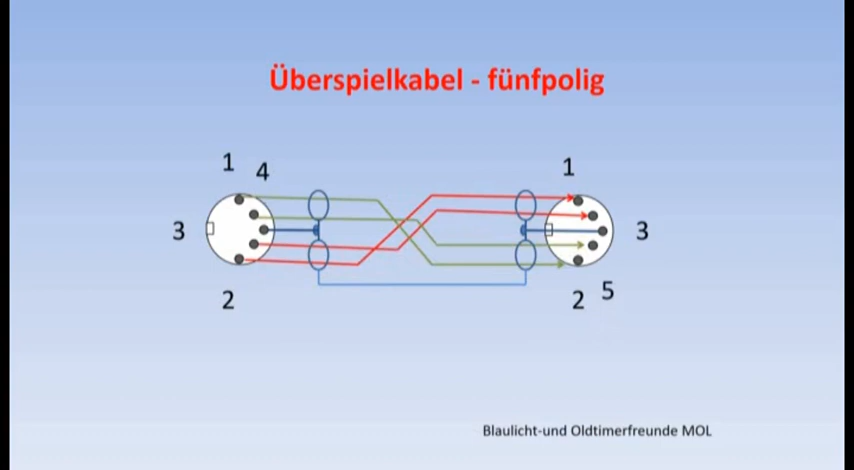 Überspielkabel - fünfpolig
1 4 1
3 3
2 2 5
Blaulicht-und Oldtimerfreunde MOL